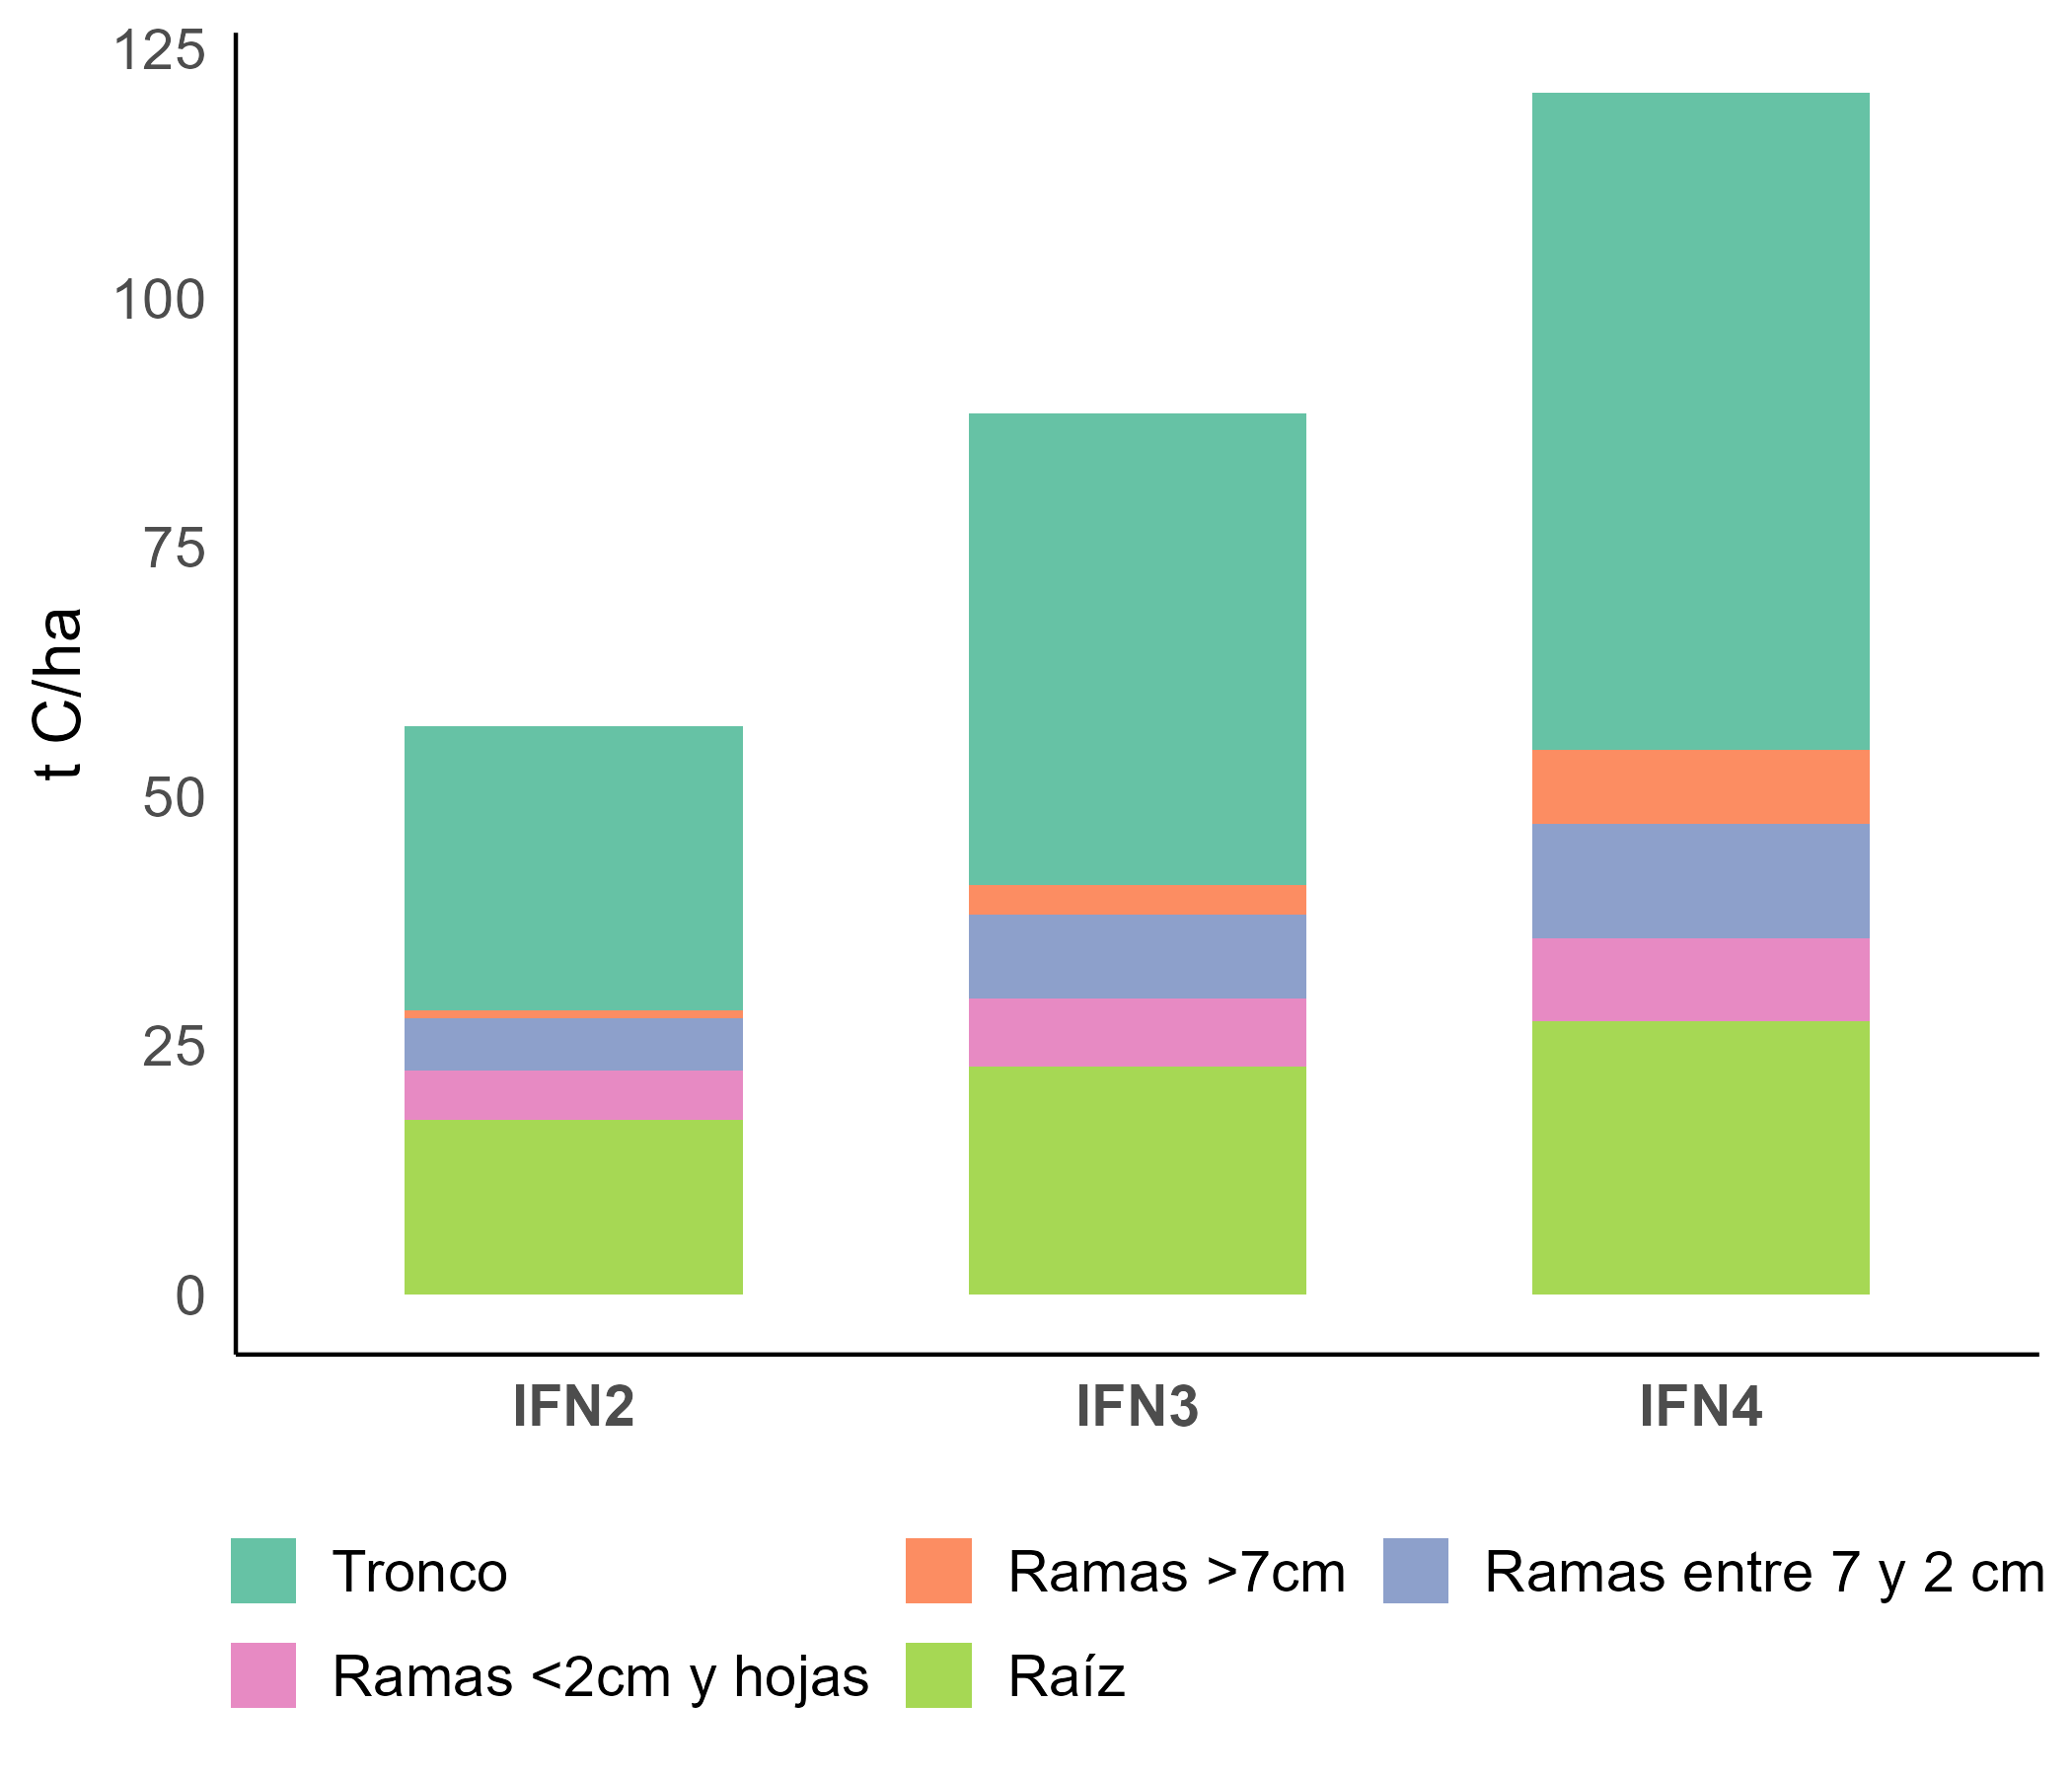 125
100
75
50
25
0
t C/ha
IFN2 IFN3 IFN4
Tronco Ramas >7cm Ramas entre 7 y 2 cm
Ramas <2cm y hojas Raíz